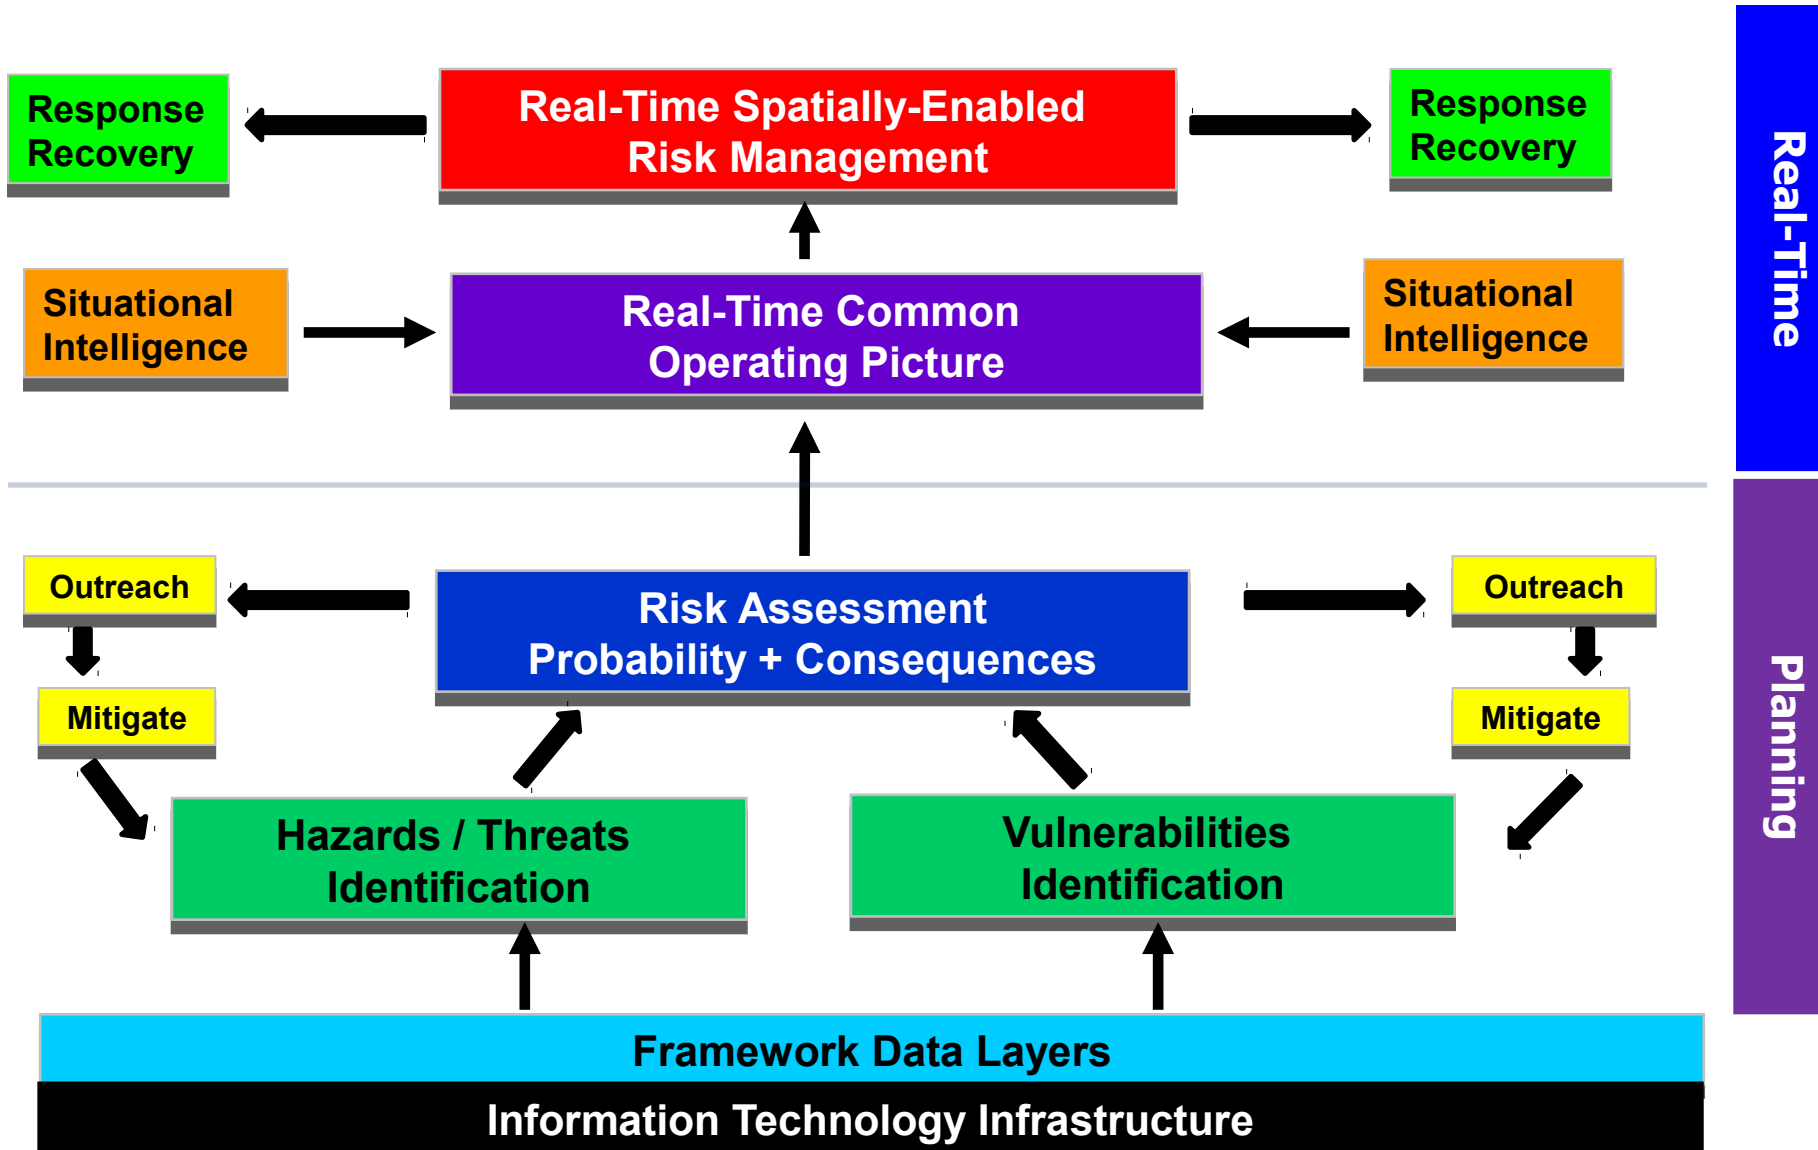 Response
Recovery
Real-Time Spatially-Enabled
Risk Management
Response
Recovery
Situational
Intelligence
Real-Time Common
Operating Picture
Situational
Intelligence
Real-Time
Outreach
Mitigate
Risk Assessment
Probability + Consequences
Outreach
Mitigate
Hazards / Threats
Identification
Vulnerabilities
Identification
Planning
Framework Data Layers
Information Technology Infrastructure